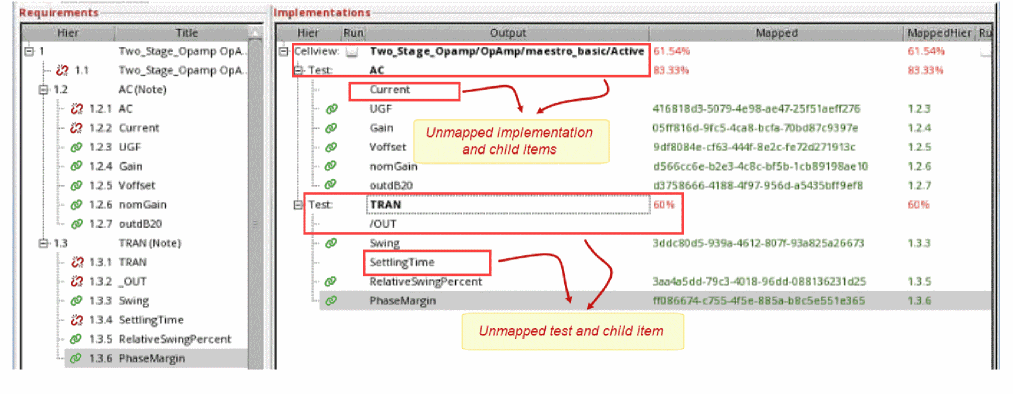 Requirements
Implementations
Hier Title
Hier Run Output Mapped MappedHier Ru
1 Two_Stage_Opamp OpA..
Cellview: Two_Stage_Opamp/OpAmp/maestro_basic/Active 61.54% 61.54%
1.1 Two_Stage_Opamp OpA..
Test: AC 83.33% 83.33%
1.2 AC(Note)
Current
1.2.1 AC
UGF 416818d3-5079-4e98-ae47-25f51aeff276 1.2.3
1.2.2 Current
Gain 05ff816d-9fc5-4ca8-bcfa-70bd87c9397e 1.2.4
1.2.3 UGF
Voffset 9df8084e-cf63-444f-8e2c-fe72d271913c 1.2.5
1.2.4 Gain
nomGain d566cc6e-b2e3-4c8c-bf5b-1cb89198ae10 1.2.6
1.2.5 Voffset
outdB20 d3758666-4188-4f97-956d-a5435bff9ef8 1.2.7
1.2.6 nomGain
Test: TRAN 60% 60%
1.2.7 outdB20
/OUT
1.3 TRAN(Note)
Swing 3ddc80d5-939a-4612-807f-93a825a26673 1.3.3
1.3.1 TRAN
SettlingTime
1.3.2 _OUT
RelativeSwingPercent 3aa4a5dd-79c3-4018-96dd-088136231d25 1.3.5
1.3.3 Swing
PhaseMargin ff086674-c755-4f5e-885a-b8c5e551e365 1.3.6
1.3.4 SettlingTime
1.3.5 RelativeSwingPercent
1.3.6 PhaseMargin
Unmapped implementation
and child items
Unmapped test and child item